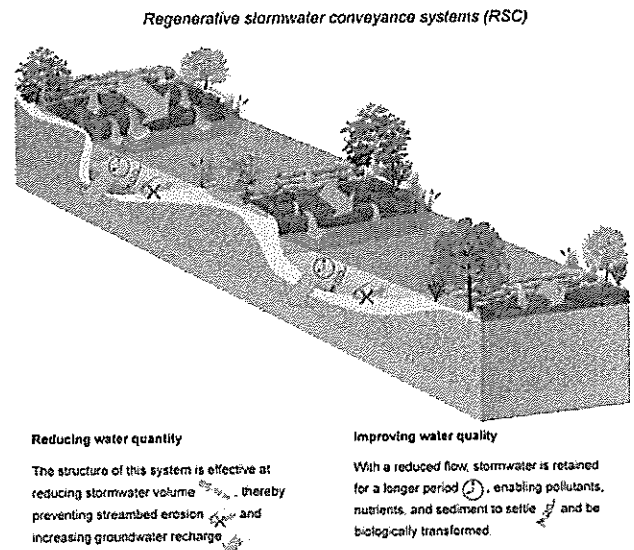 Regenerative stormwater conveyance systems (RSC)
Reducing water quantity
The structure of this system is effective at
reducing stormwater volume , thereby
preventing streambed erosion and
increasing groundwater recharge .
Improving water quality
With a reduced flow, stormwater is retained
for a longer period , enabling pollutants,
nutrients, and sediment to settle and be
biologically transformed.